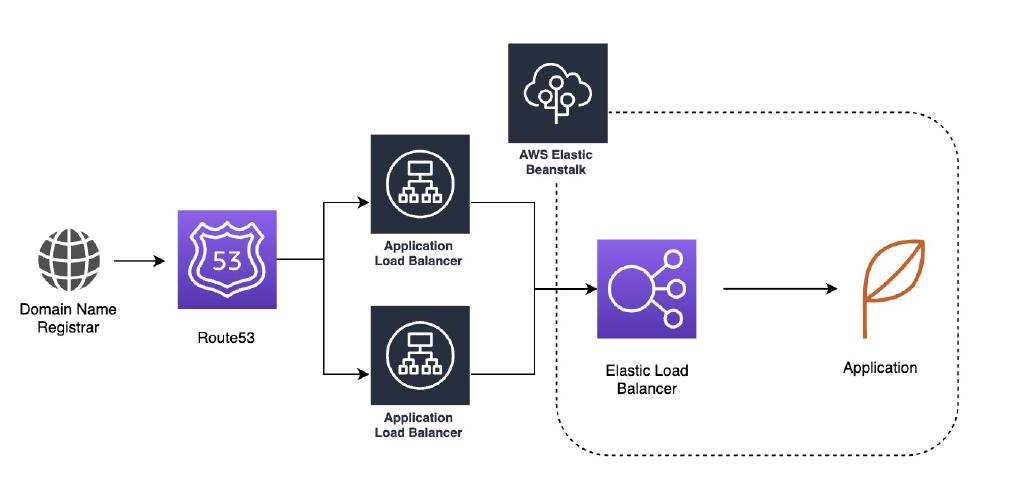 Domain Name
Registrar
53
Route53
Application
Load Balancer
Application
Load Balancer
AWS Elastic
Beanstalk
Elastic Load
Balancer
Application